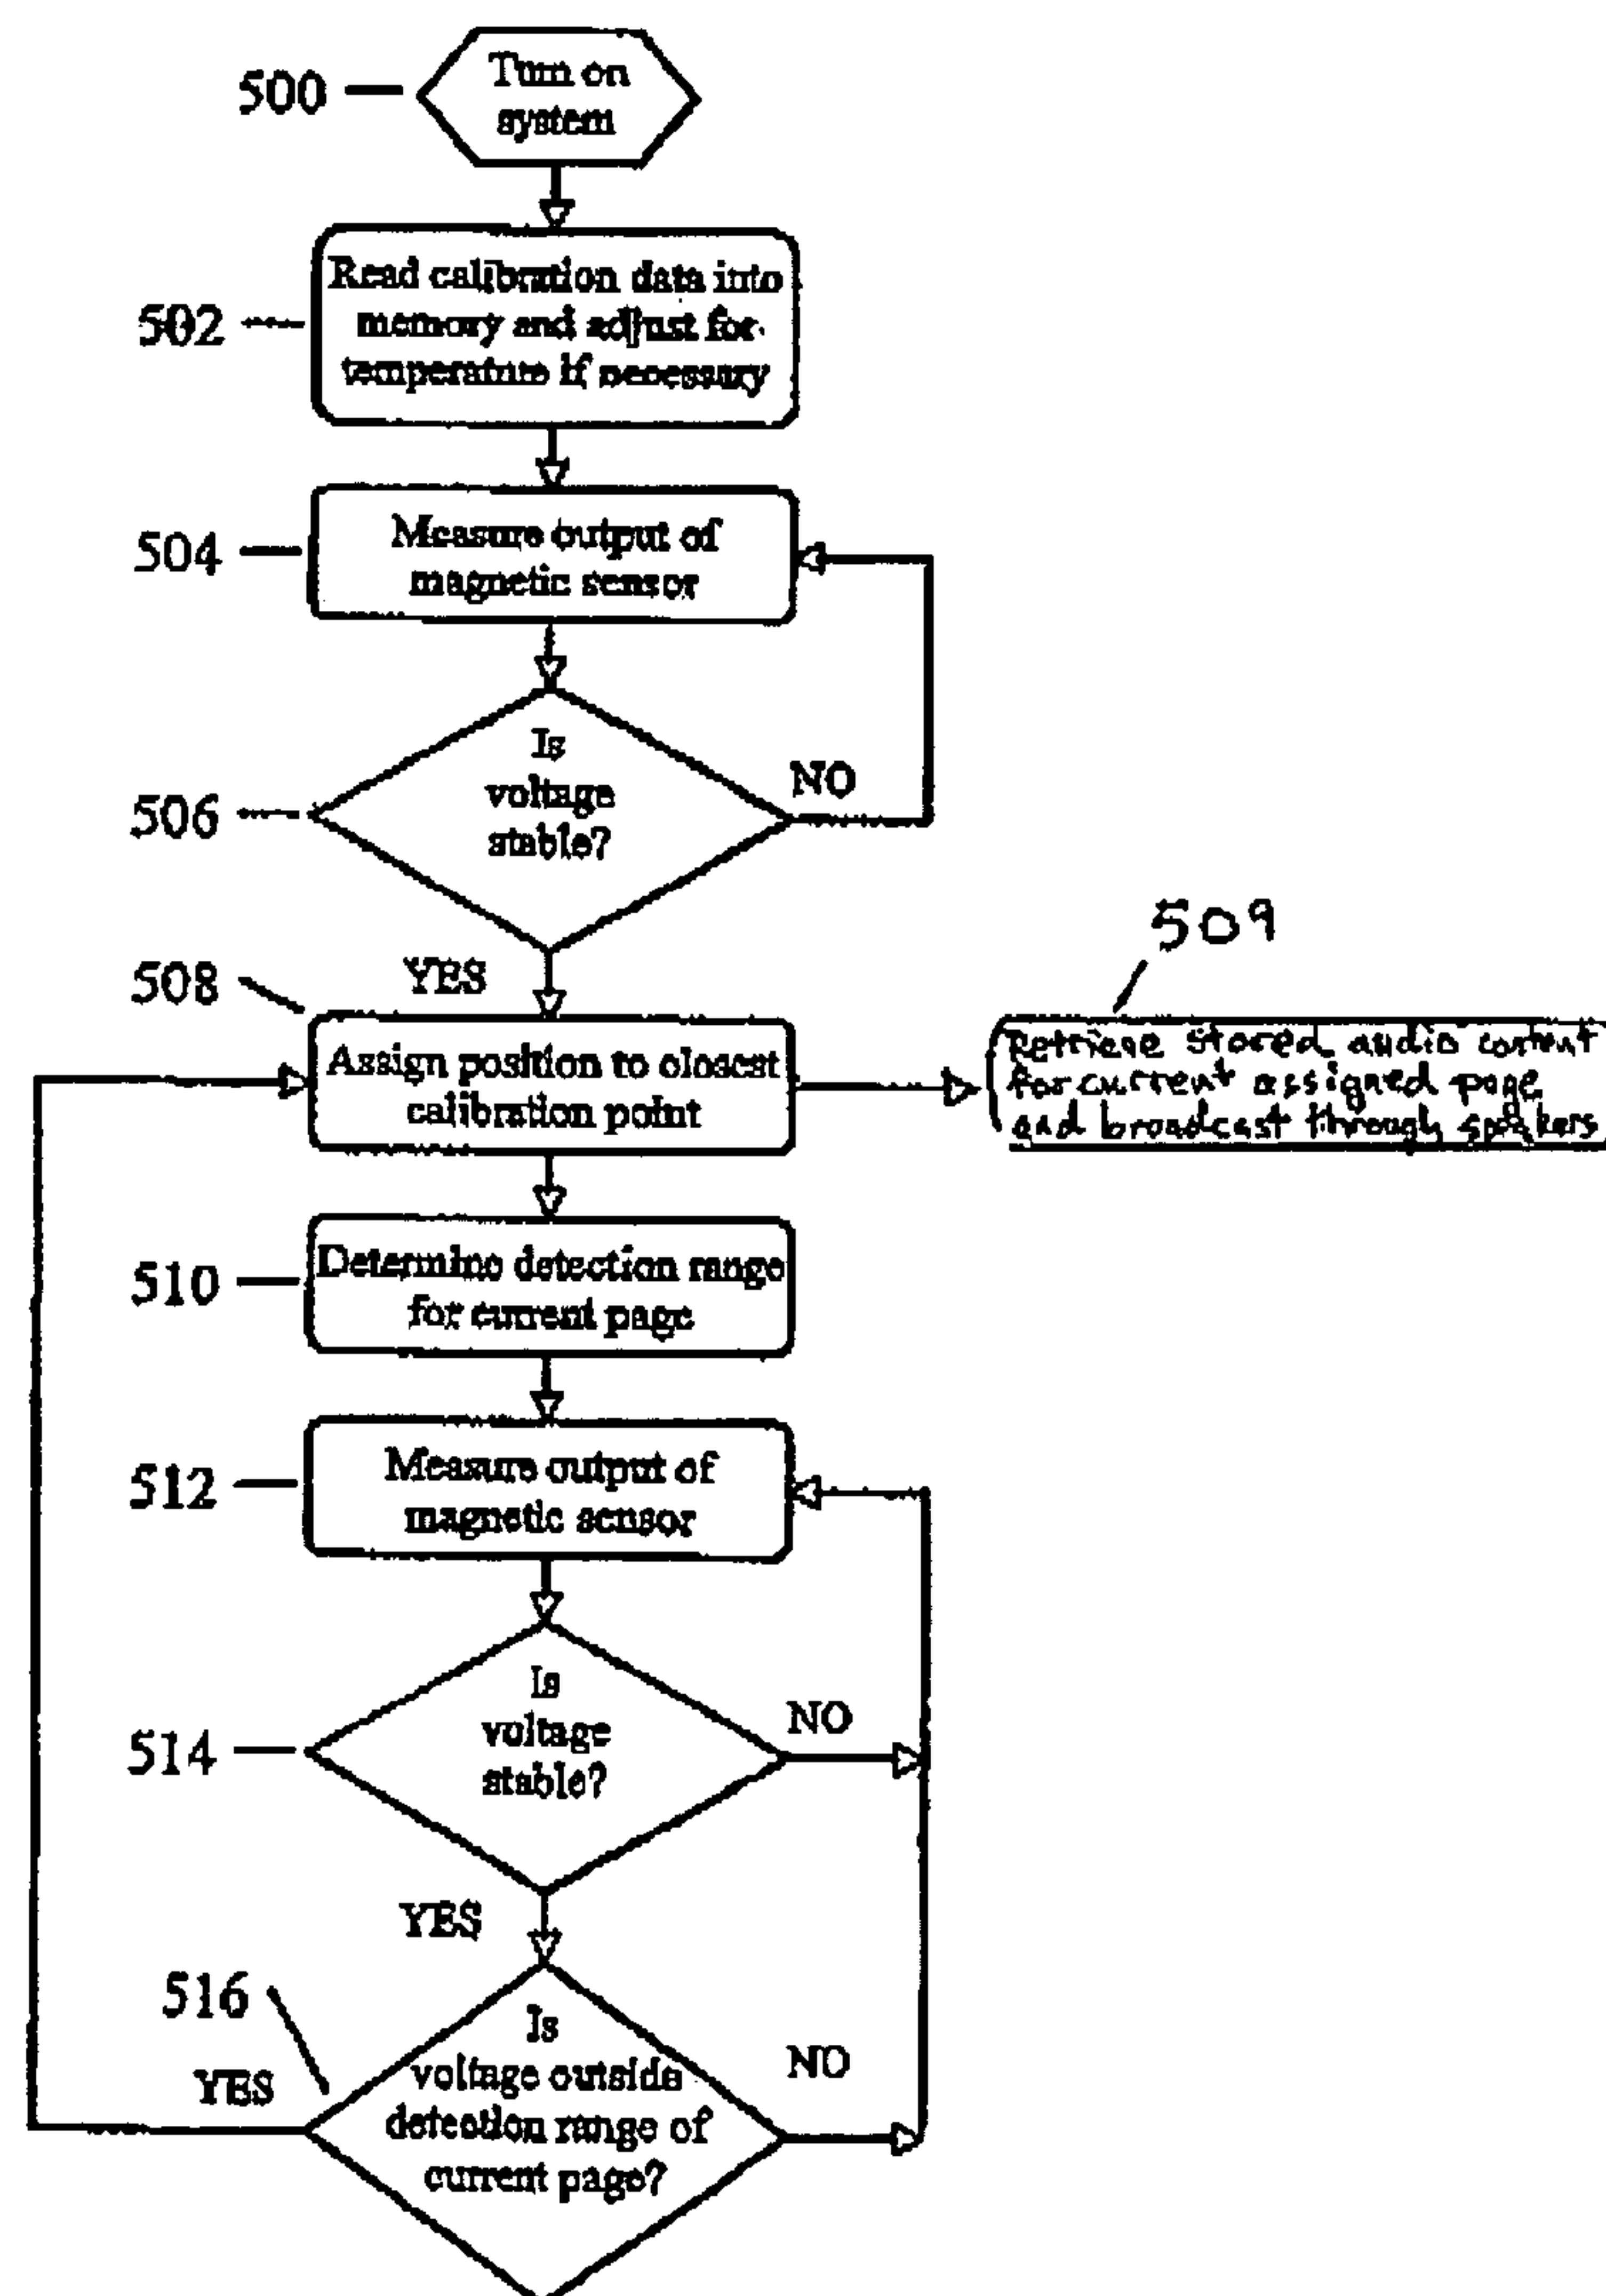 500
Turn on
system
502
Read calibration data into
memory and adjust for
temperature if necessary
504
Measure output of
magnetic sensor
506
Is
voltage
stable?
NO
YES
508
Assign position to closest
calibration point
509
Retrieve stored audio content
for current assigned page
and broadcast through speakers
510
Determine detection range
for current page
512
Measure output of
magnetic sensor
514
Is
voltage
stable?
NO
YES
516
Is
voltage outside
detection range of
current page?
YES
NO